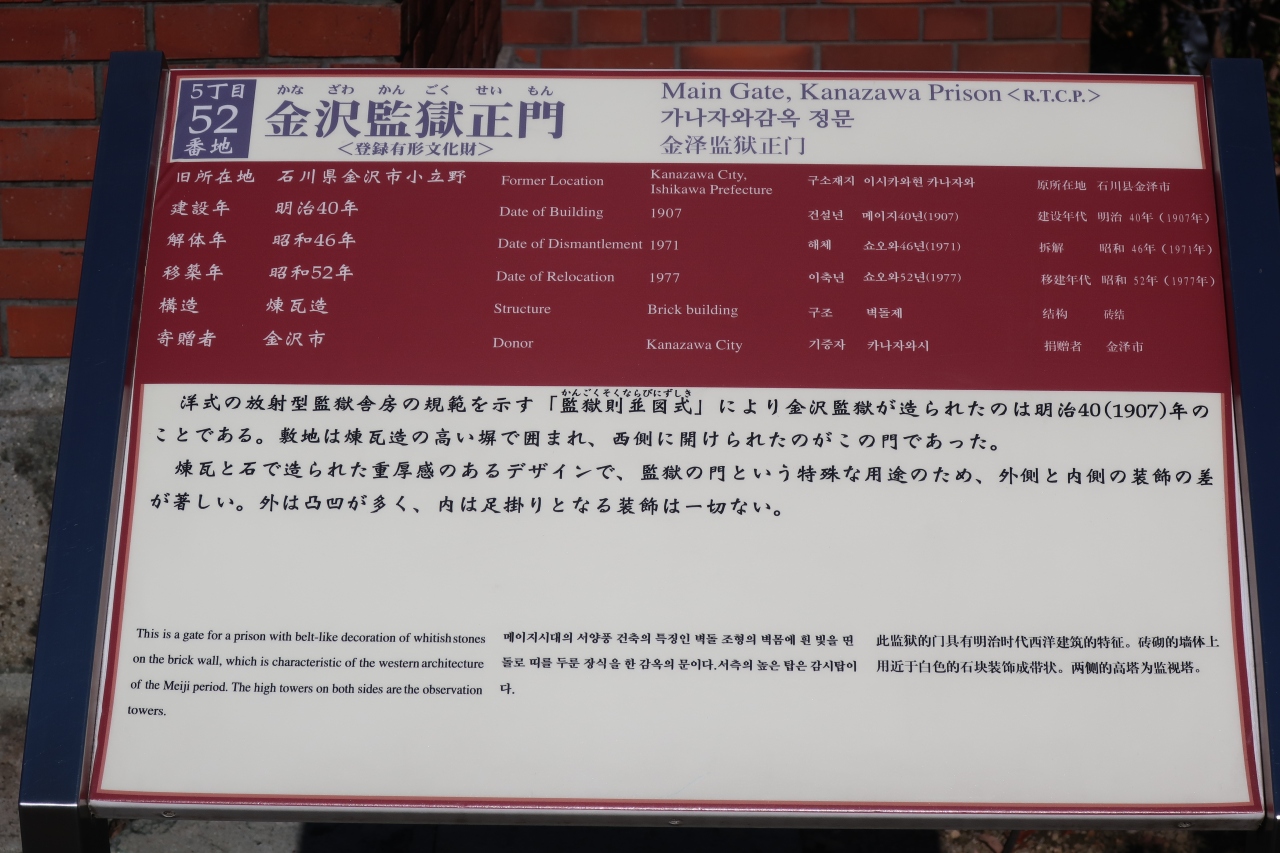 5丁目
52
番地
かな ざわ かん ごく せい もん
金沢監獄正門
＜登録有形文化財＞
Main Gate, Kanazawa Prison <R.T.C.P.>
가나자와감옥 정문
金泽监狱正门
旧所在地 石川県金沢市小立野
建設年 明治40年
解体年 昭和46年
移築年 昭和52年
構造 煉瓦造
寄贈者 金沢市
Former Location Kanazawa City,
Ishikawa Prefecture
Date of Building 1907
Date of Dismantlement 1971
Date of Relocation 1977
Structure Brick building
Donor Kanazawa City
구소재지 이시카와현 카나자와
건설년 메이지40년(1907)
해체 쇼오와46년(1971)
이축년 쇼오와52년(1977)
구조 벽돌제
기증자 카나자와시
原所在地 石川县金泽市
建设年代 明治 40年（1907年）
拆解 昭和 46年（1971年）
移建年代 昭和 52年（1977年）
结构 砖结
捐赠者 金泽市
かんごくそくならびにずしき
洋式の放射型監獄舎房の規範を示す「監獄則並図式」により金沢監獄が造られたのは明治40(1907)年の
ことである。敷地は煉瓦造の高い塀で囲まれ、西側に開けられたのがこの門であった。
煉瓦と石で造られた重厚感のあるデザインで、監獄の門という特殊な用途のため、外側と内側の装飾の差
が著しい。外は凸凹が多く、内は足掛りとなる装飾は一切ない。
This is a gate for a prison with belt-like decoration of whitish stones
on the brick wall, which is characteristic of the western architecture
of the Meiji period. The high towers on both sides are the observation
towers.
메이지시대의 서양풍 건축의 특징인 벽돌 조형의 벽몸에 흰 빛을 띤
돌로 띠를 두룬 장식을 한 감옥의 문이다.서측의 높은 탑은 감시탑이
다.
此监狱的门具有明治时代西洋建筑的特征。砖砌的墙体上
用近于白色的石块装饰成带状。两侧的高塔为监视塔。